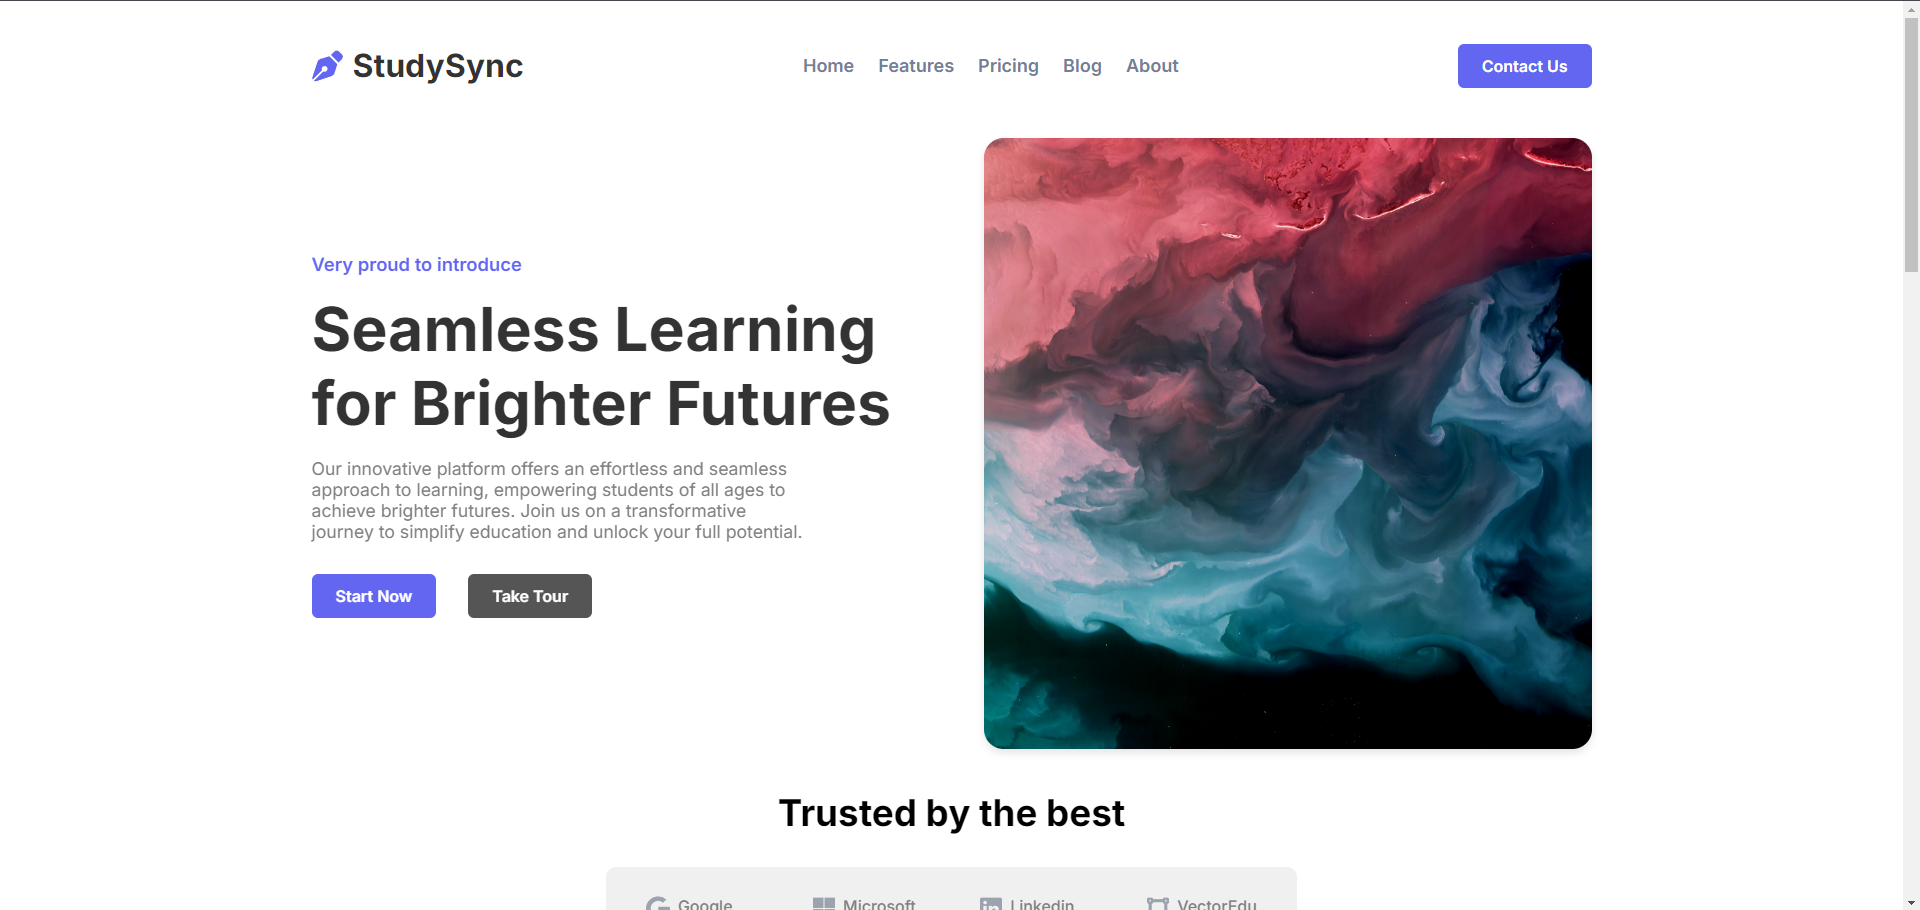 StudySync
Home Features Pricing Blog About
Contact Us
Very proud to introduce
Seamless Learning
for Brighter Futures
Our innovative platform offers an effortless and seamless
approach to learning, empowering students of all ages to
achieve brighter futures. Join us on a transformative
journey to simplify education and unlock your full potential.
Start Now Take Tour
Trusted by the best
Google Microsoft Linkedin VectorEdu